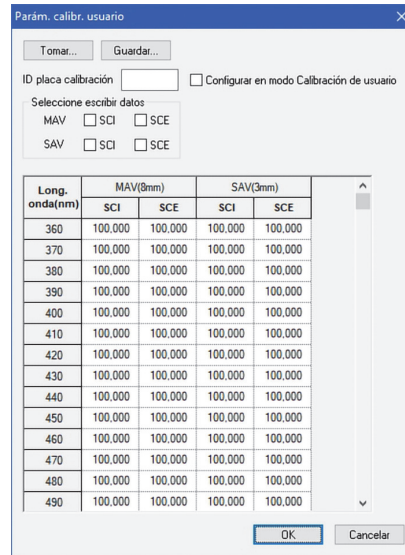 Parám. calibr. usuario
Tomar... Guardar...
ID placa calibración Configurar en modo Calibración de usuario
Seleccione escribir datos
MAV SCI SCE
SAV SCI SCE
Long. onda(nm) MAV(8mm) SAV(3mm)
SCI SCE SCI SCE
360 100,000 100,000 100,000 100,000
370 100,000 100,000 100,000 100,000
380 100,000 100,000 100,000 100,000
390 100,000 100,000 100,000 100,000
400 100,000 100,000 100,000 100,000
410 100,000 100,000 100,000 100,000
420 100,000 100,000 100,000 100,000
430 100,000 100,000 100,000 100,000
440 100,000 100,000 100,000 100,000
450 100,000 100,000 100,000 100,000
460 100,000 100,000 100,000 100,000
470 100,000 100,000 100,000 100,000
480 100,000 100,000 100,000 100,000
490 100,000 100,000 100,000 100,000
OK Cancelar